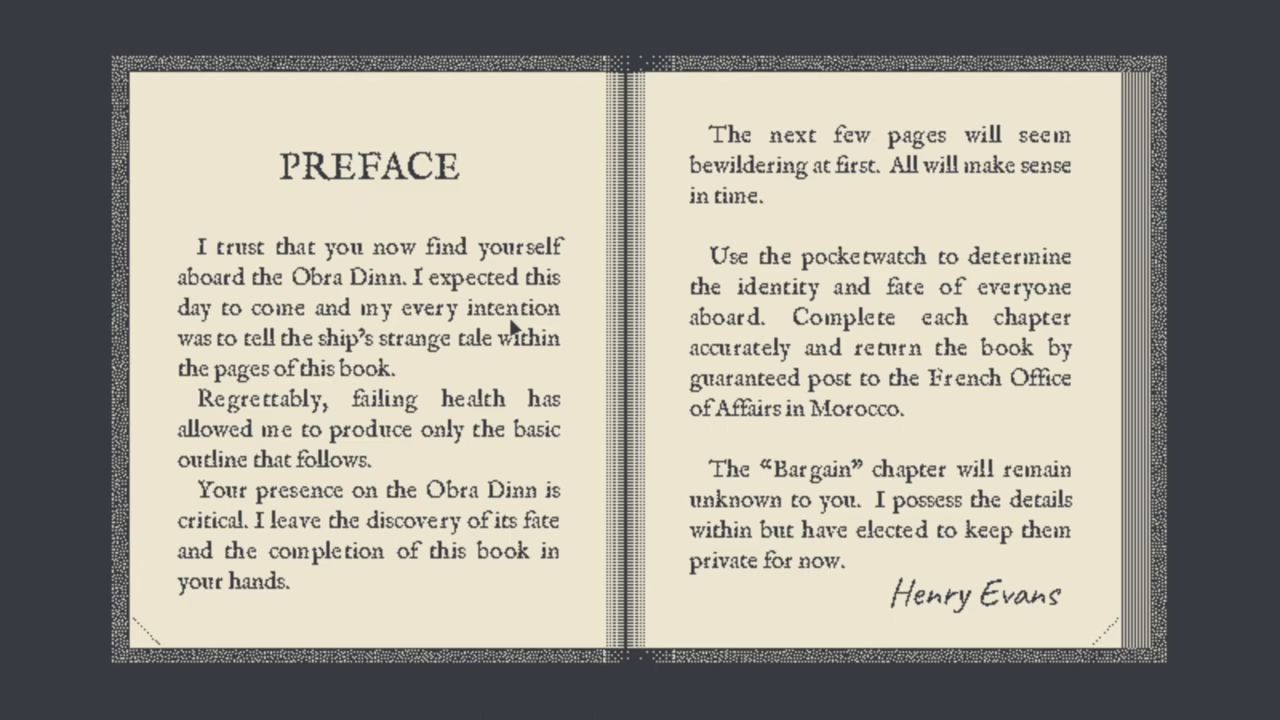 PREFACE
I trust that you now find yourself
aboard the Obra Dinn. I expected this
day to come and my every intention
was to tell the ship's strange tale within
the pages of this book.
Regrettably, failing health has
allowed me to produce only the basic
outline that follows.
Your presence on the Obra Dinn is
critical. I leave the discovery of its fate
and the completion of this book in
your hands.
The next few pages will seem
bewildering at first. All will make sense
in time.
Use the pocketwatch to determine
the identity and fate of everyone
aboard. Complete each chapter
accurately and return the book by
guaranteed post to the French Office
of Affairs in Morocco.
The “Bargain” chapter will remain
unknown to you. I possess the details
within but have elected to keep them
private for now.
Henry Evans